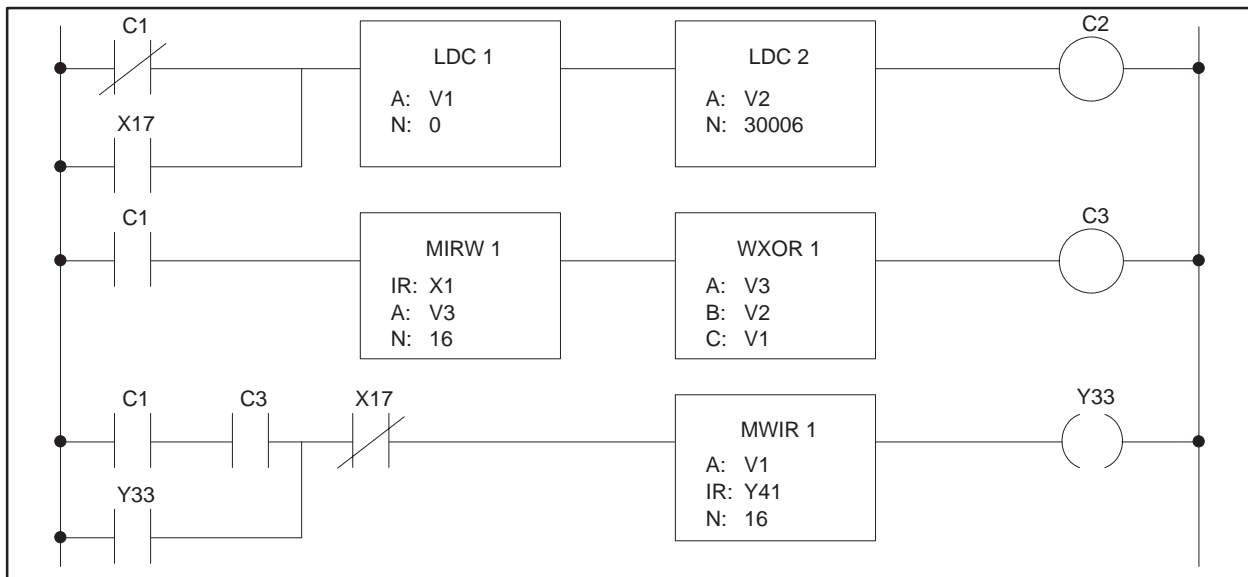 C1
C2
LDC 1
LDC 2
A: V1
A: V2
N: 0
N: 30006
X17
C1
C3
MIRW 1
WXOR 1
IR: X1
A: V3
A: V3
B: V2
N: 16
C: V1
C1
C3
X17
Y33
MWIR 1
A: V1
IR: Y41
N: 16
Y33